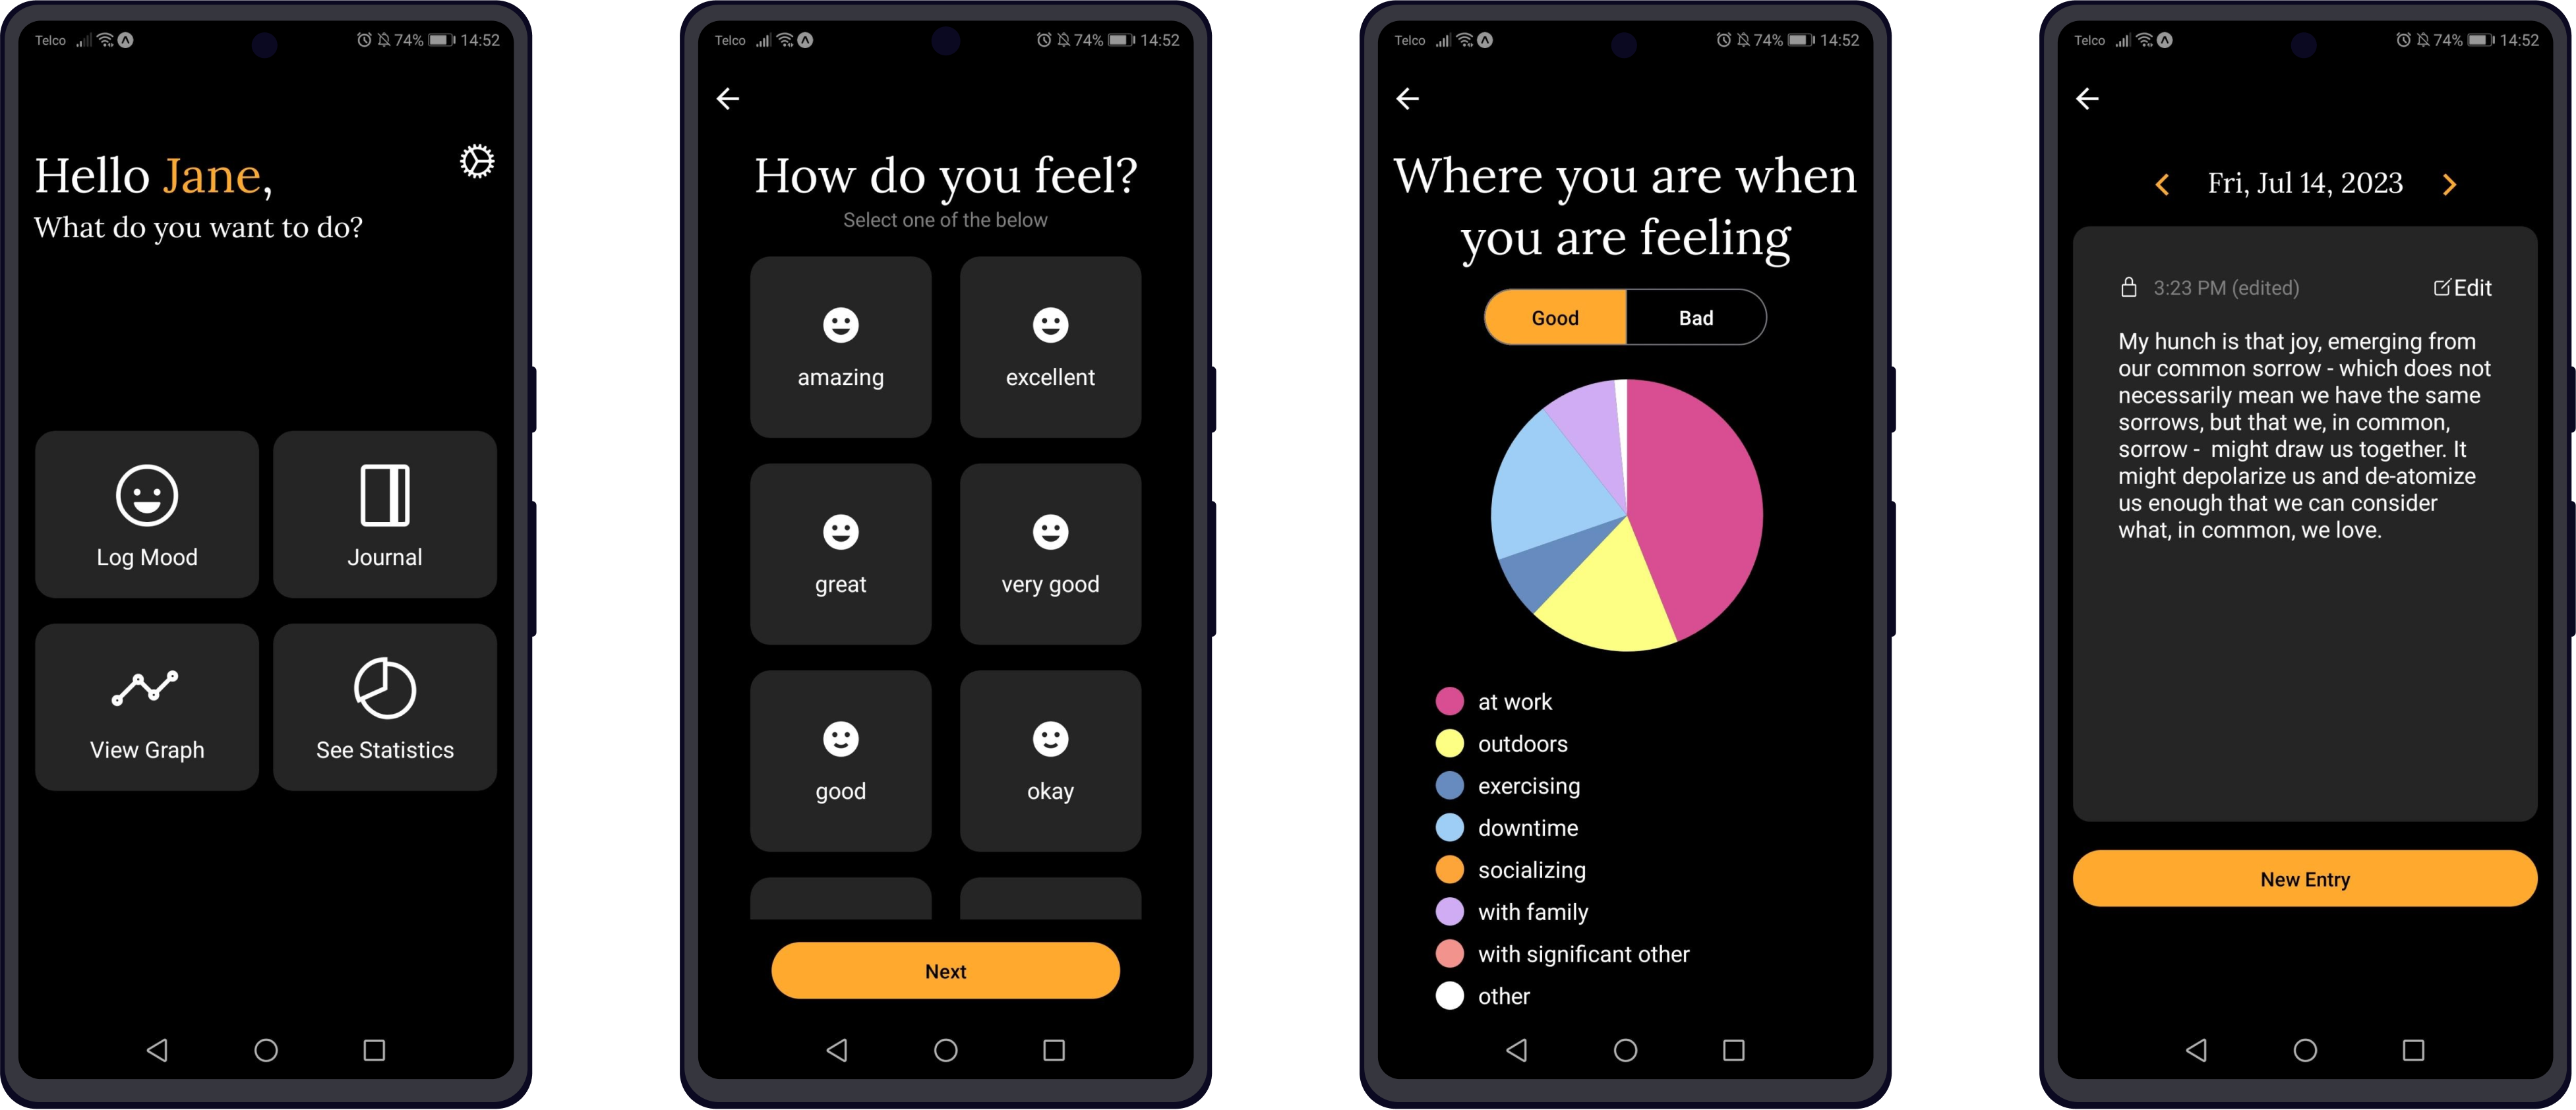 Telco 74% 14:52
Hello Jane,
What do you want to do?
Log Mood
Journal
View Graph
See Statistics
Telco 74% 14:52
How do you feel?
Select one of the below
amazing
excellent
great
very good
good
okay
Next
Telco 74% 14:52
Where you are when
you are feeling
Good
Bad
at work
outdoors
exercising
downtime
socializing
with family
with significant other
other
Telco 74% 14:52
Fri, Jul 14, 2023
3:23 PM (edited) Edit
My hunch is that joy, emerging from
our common sorrow - which does not
necessarily mean we have the same
sorrows, but that we, in common,
sorrow -  might draw us together. It
might depolarize us and de-atomize
us enough that we can consider
what, in common, we love.
New Entry